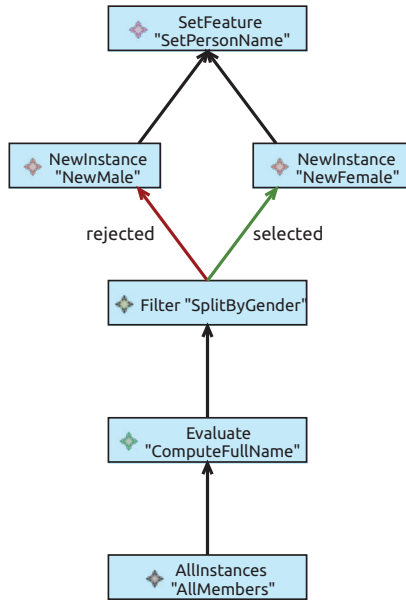 SetFeature
"SetPersonName"
NewInstance
"NewMale"
NewInstance
"NewFemale"
rejected
selected
Filter "SplitByGender"
Evaluate
"ComputeFullName"
AllInstances
"AllMembers"